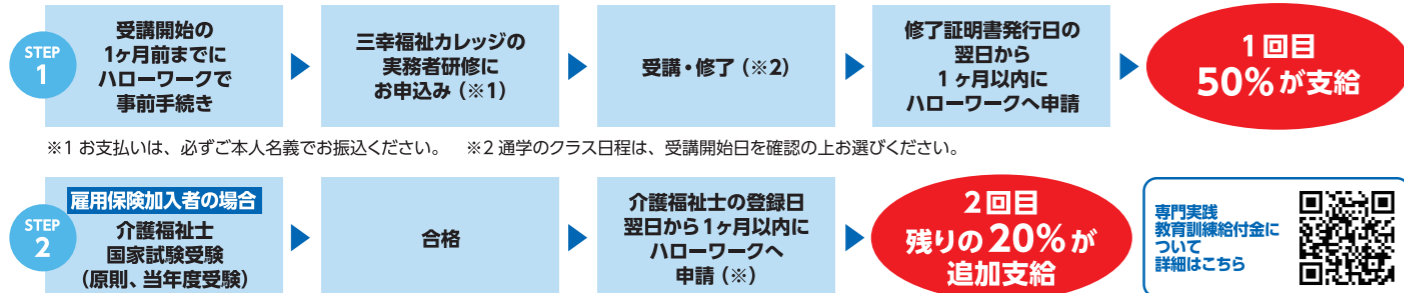 STEP
1
受講開始の
1ヶ月前までに
ハローワークで
事前手続き
三幸福祉カレッジの
実務者研修に
お申込み（※1）
受講・修了（※2）
修了証明書発行日の
翌日から
1ヶ月以内に
ハローワークへ申請
1回目
50%が支給
※1 お支払いは、必ずご本人名義でお振込ください。　※2 通学のクラス日程は、受講開始日を確認の上お選びください。
STEP
2
雇用保険加入者の場合
介護福祉士
国家試験受験
（原則、当年度受験）
合格
介護福祉士の登録日
翌日から1ヶ月以内に
ハローワークへ
申請（※）
2回目
残りの20%が
追加支給
専門実践
教育訓練給付金に
ついて
詳細はこちら